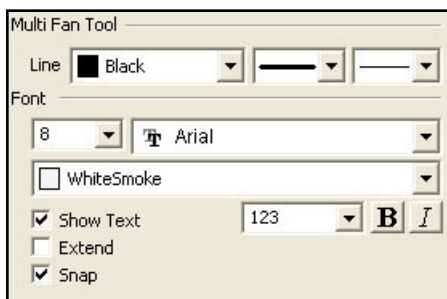 Multi Fan Tool
Line Black
Font
8 Arial
WhiteSmoke
Show Text 123 B I
Extend
Snap